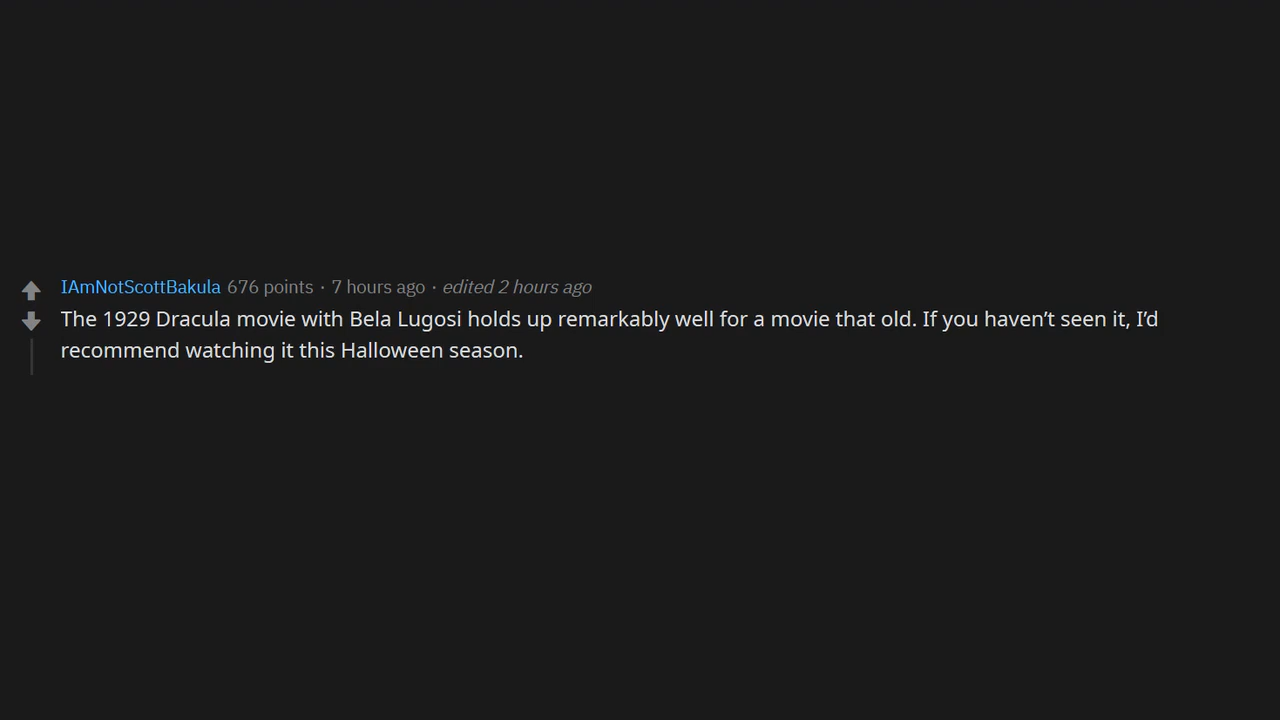 IAmNotScottBakula 676 points · 7 hours ago · edited 2 hours ago
The 1929 Dracula movie with Bela Lugosi holds up remarkably well for a movie that old. If you haven’t seen it, I’d
recommend watching it this Halloween season.